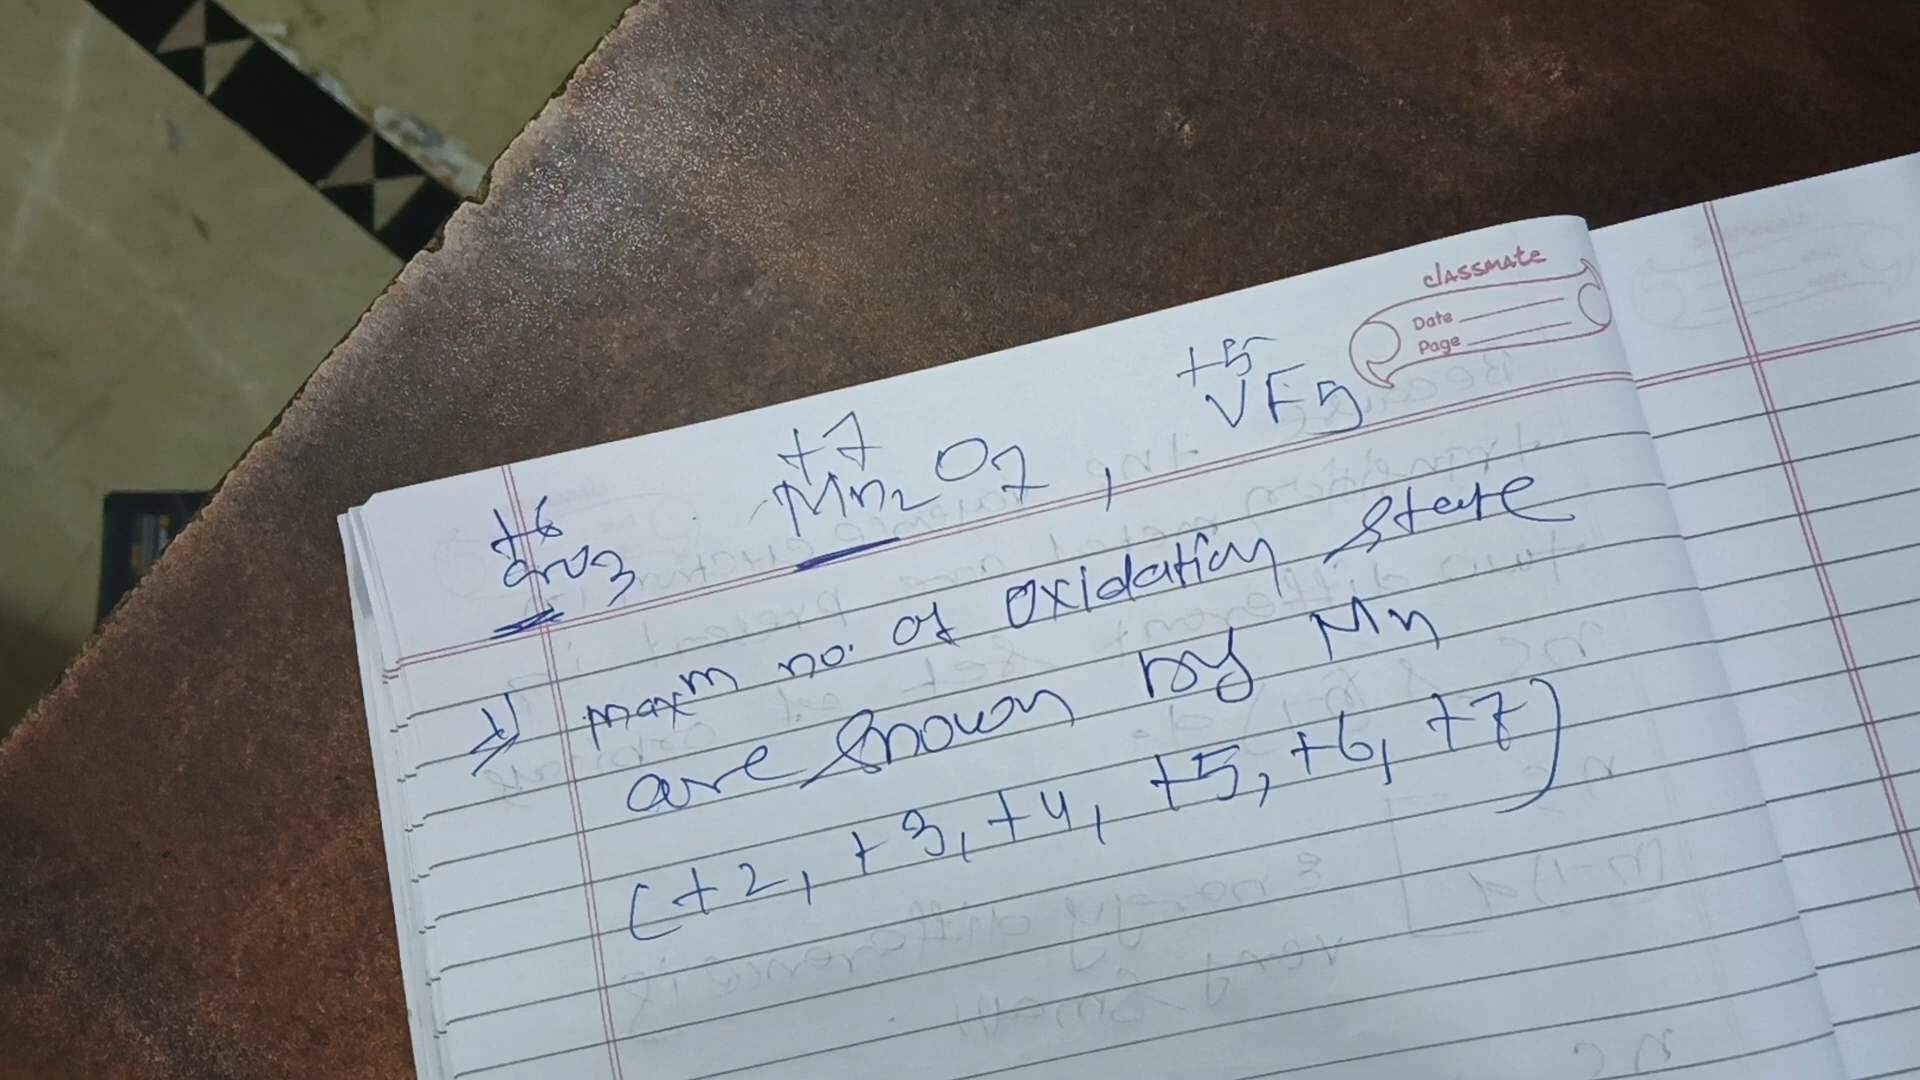 classmate
Date
Page
+6 +7 +5
CrO3 Mn2O7, VF5
maxm no. of oxidation state
are shown by Mn
(+2, +3, +4, +5, +6, +7)